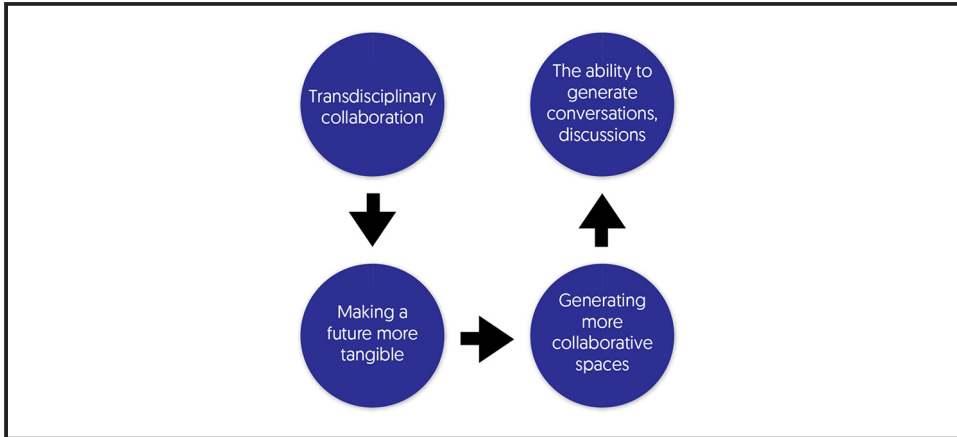 Transdisciplinary
collaboration
Making a
future more
tangible
Generating
more
collaborative
spaces
The ability to
generate
conversations,
discussions